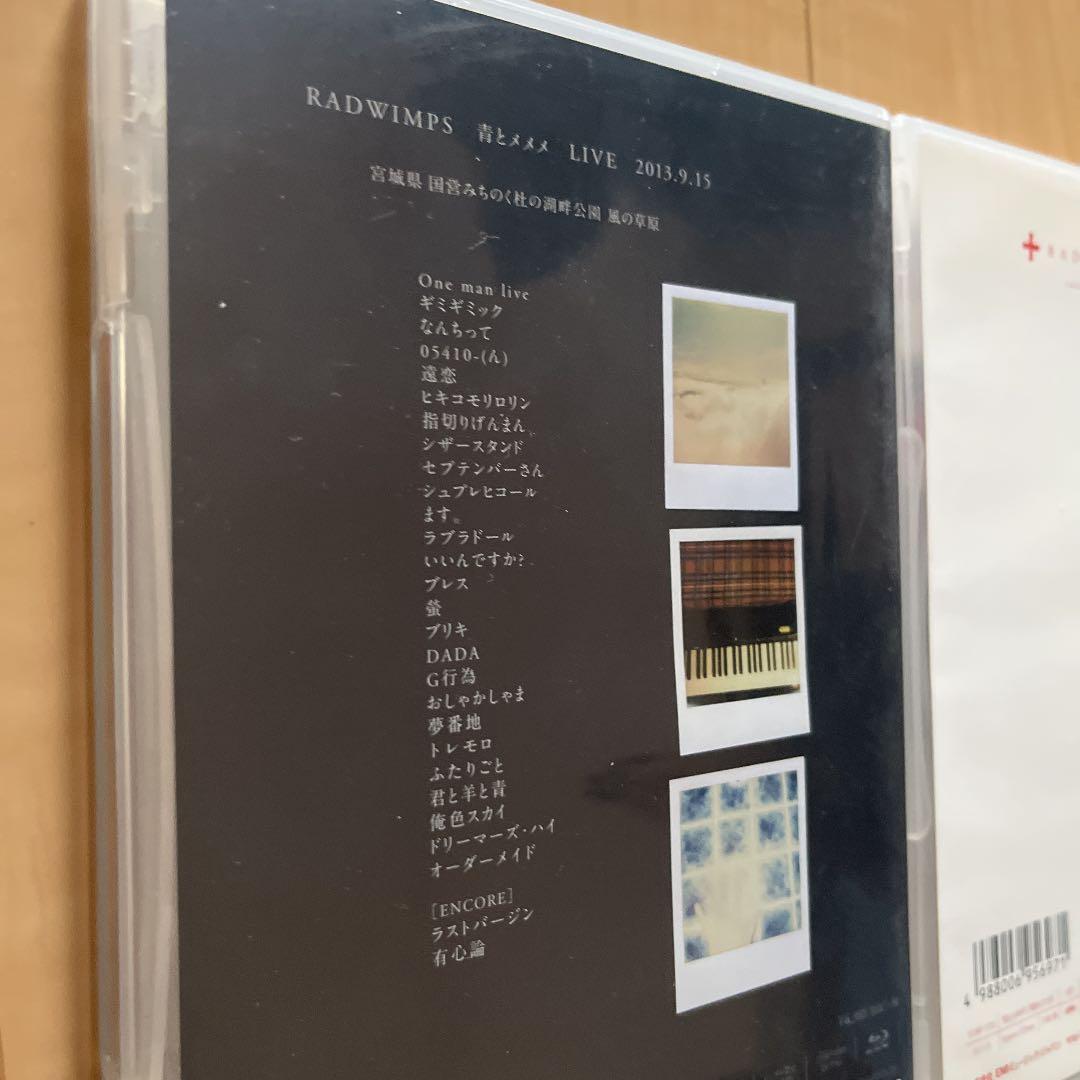 RADWIMPS 青とメメメ LIVE 2013.9.15
宮城県 国営みちのく杜の湖畔公園 風の草原
One man live
ギミギミック
なんちって
05410-(ん)
遠恋
ヒキコモリロリン
指切りげんまん
シザースタンド
セプテンバーさん
シュプレヒコール
ます。
ラブラドール
いいんですか?
ブレス
螢
ブリキ
DADA
G行為
おしゃかしゃま
夢番地
トレモロ
ふたりごと
君と羊と青
俺色スカイ
ドリーマーズ・ハイ
オーダーメイド
[ENCORE]
ラストバージン
有心論
4 988006 956971